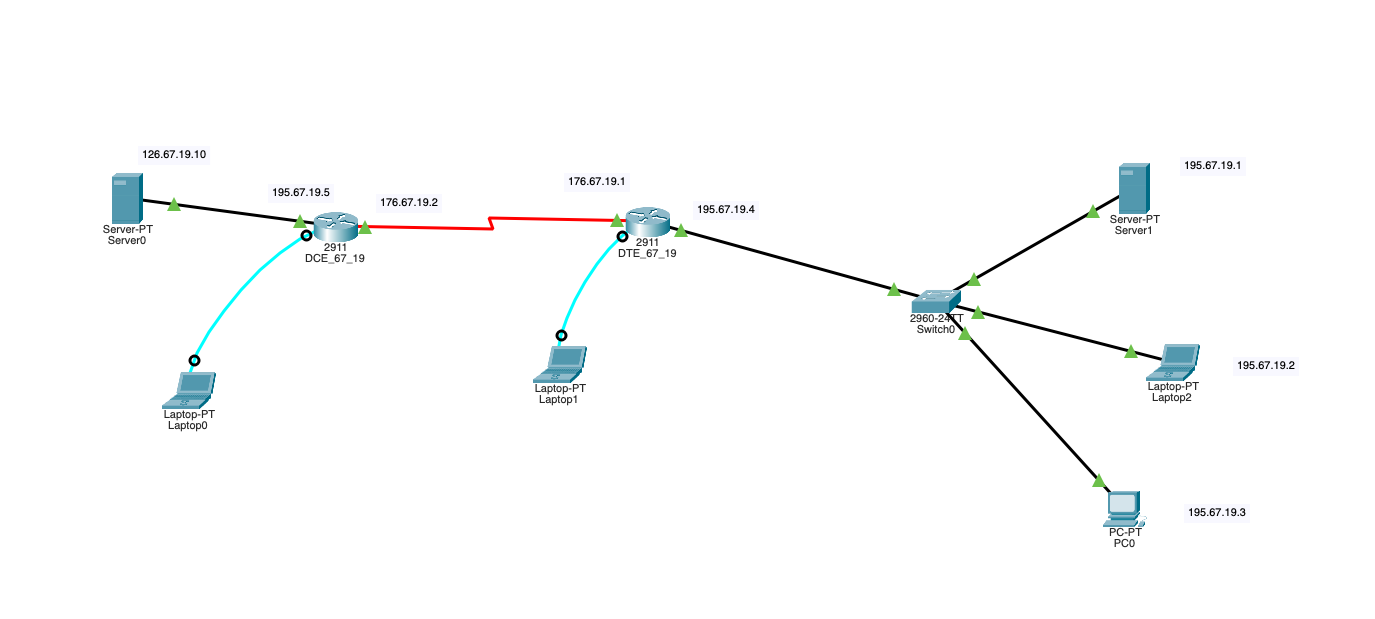 126.67.19.10
Server-PT
Server0
195.67.19.5
176.67.19.2
2911
DCE_67_19
176.67.19.1
195.67.19.4
2911
DTE_67_19
Laptop-PT
Laptop0
Laptop-PT
Laptop1
2960-24TT
Switch0
195.67.19.1
Server-PT
Server1
195.67.19.2
Laptop-PT
Laptop2
195.67.19.3
PC-PT
PC0